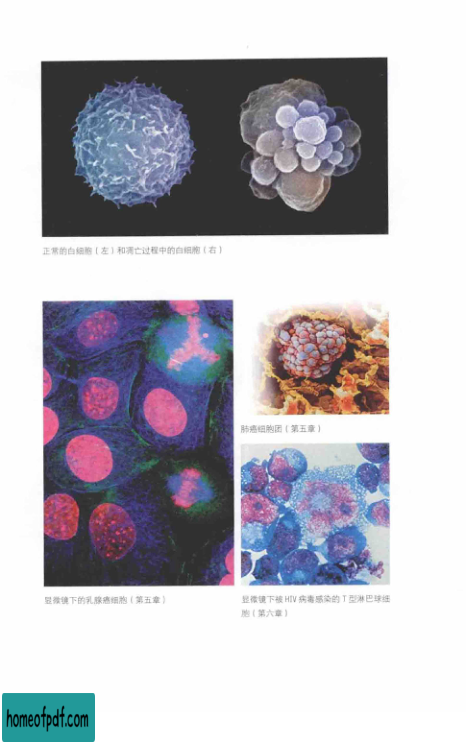 正常的白细胞（左）和凋亡过程中的白细胞（右）
肺癌细胞团（第五章）
显微镜下的乳腺癌细胞（第五章）
显微镜下被 HIV 病毒感染的 T 型淋巴球细
胞（第六章）
homeofpdf.com